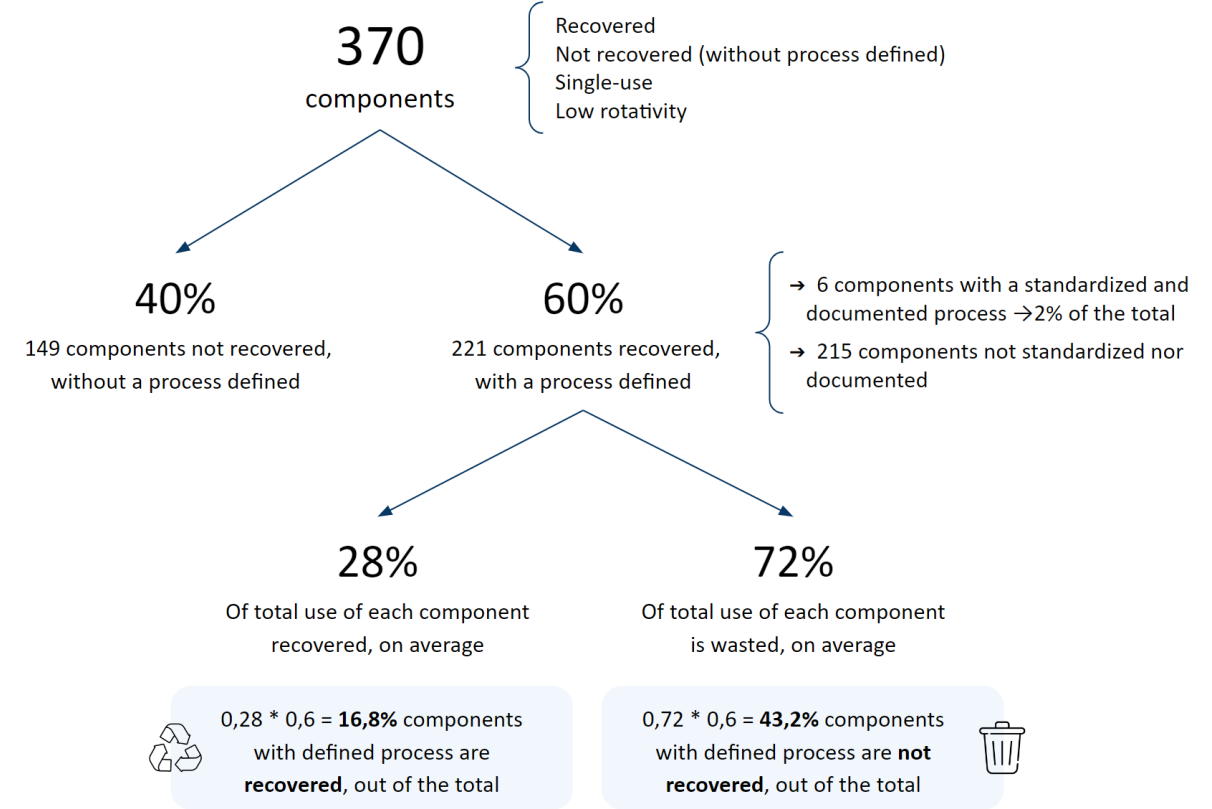 370
components
Recovered
Not recovered (without process defined)
Single-use
Low rotativity
40%
149 components not recovered,
without a process defined
60%
221 components recovered,
with a process defined
➔ 6 components with a standardized and
documented process →2% of the total
➔ 215 components not standardized nor
documented
28%
Of total use of each component
recovered, on average
72%
Of total use of each component
is wasted, on average
0,28 * 0,6 = 16,8% components
with defined process are
recovered, out of the total
0,72 * 0,6 = 43,2% components
with defined process are not
recovered, out of the total